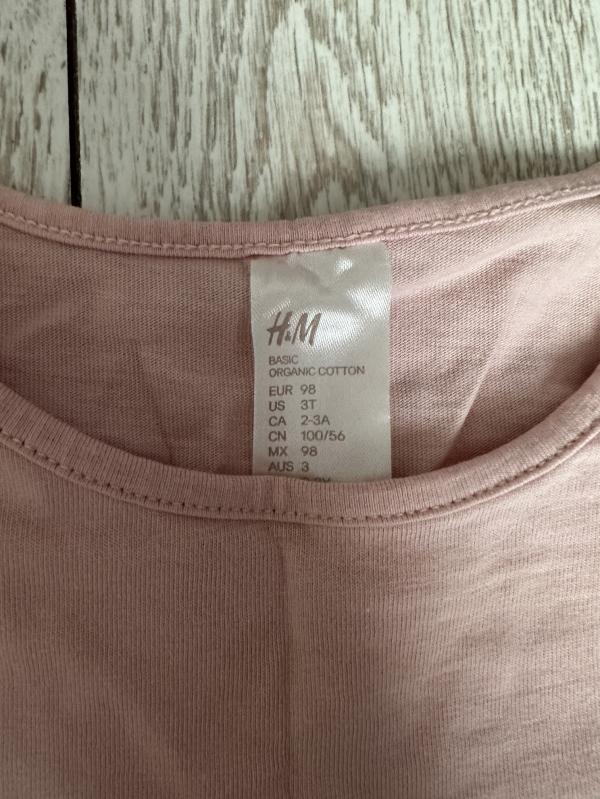 H&M
BASIC
ORGANIC COTTON
EUR 98
US 3T
CA 2-3A
CN 100/56
MX 98
AUS 3